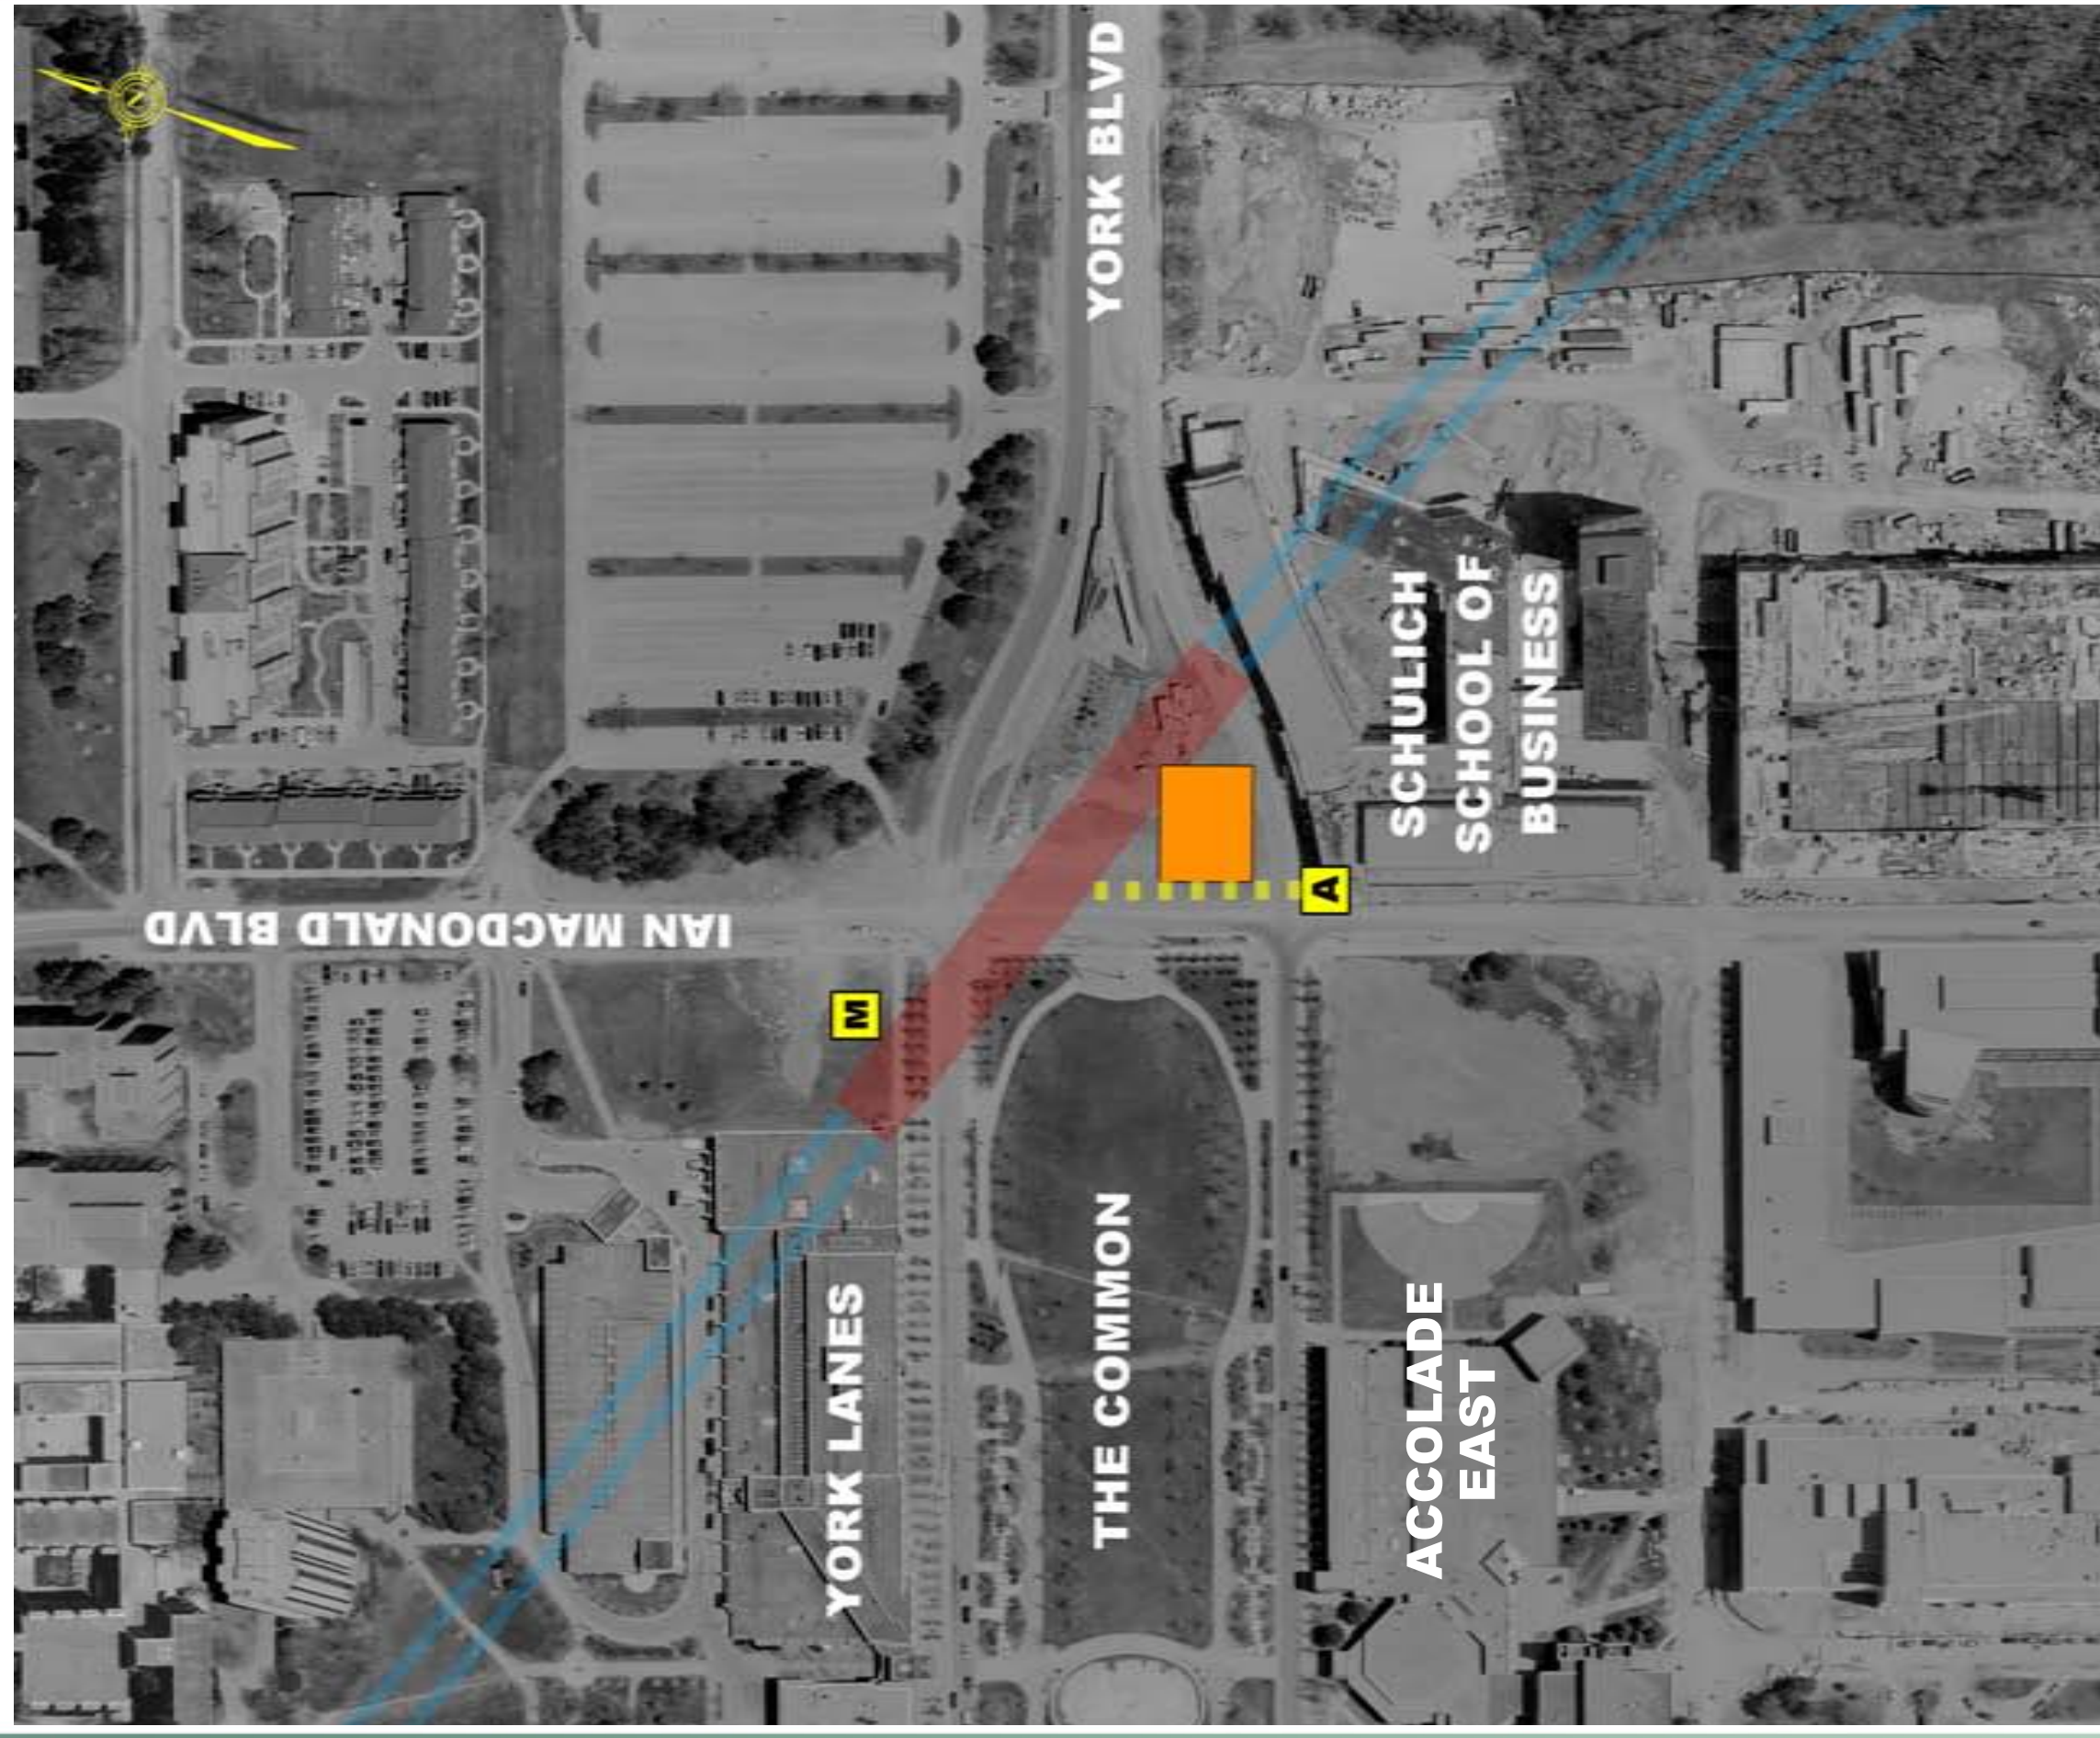 YORK BLVD
SCHULICH
SCHOOL OF
BUSINESS
IAN MACDONALD BLVD
A
M
YORK LANES
THE COMMON
ACCOLADE
EAST